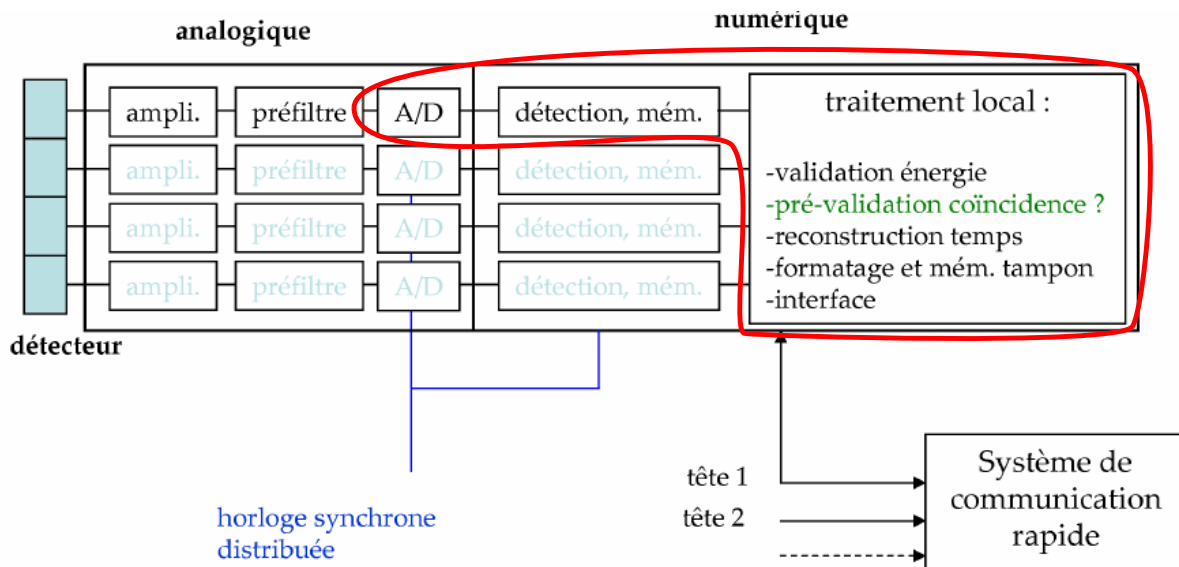 analogique
numérique
ampli.
préfiltre
A/D
détection, mém.
ampli.
préfiltre
A/D
détection, mém.
ampli.
préfiltre
A/D
détection, mém.
ampli.
préfiltre
A/D
détection, mém.
traitement local :
-validation énergie
-pré-validation coïncidence ?
-reconstruction temps
-formatage et mém. tampon
-interface
détecteur
horloge synchrone
distribuée
tête 1
tête 2
Système de
communication
rapide